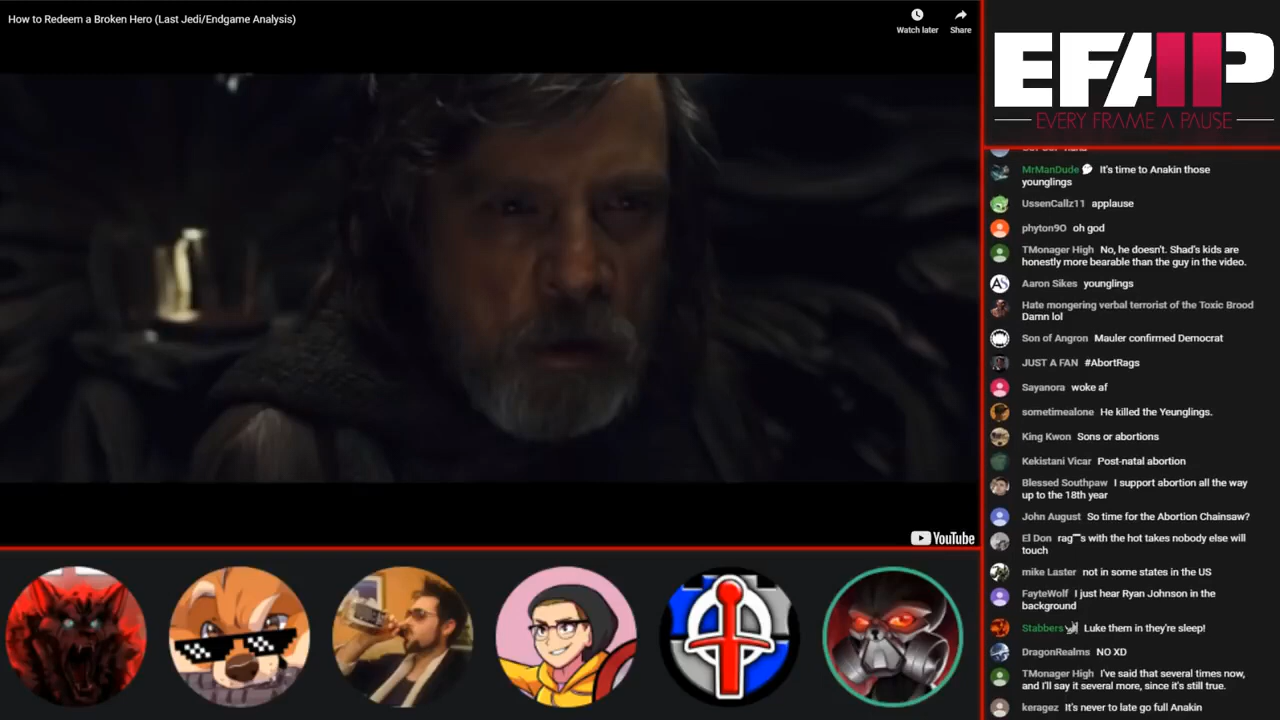 How to Redeem a Broken Hero (Last Jedi/Endgame Analysis)
Watch later
Share
YouTube
EFAP
EVERY FRAME A PAUSE
MrManDude It's time to Anakin those
younglings
UssenCallz11 applause
phyton9O oh god
TMonager High No, he doesn't. Shad's kids are
honestly more bearable than the guy in the video.
AS
Aaron Sikes younglings
Hate mongering verbal terrorist of the Toxic Brood
Damn lol
Son of Angron Mauler confirmed Democrat
JUST A FAN #AbortRags
Sayanora woke af
sometimealone He killed the Yeunglings.
King Kwon Sons or abortions
Kekistani Vicar Post-natal abortion
Blessed Southpaw I support abortion all the way
up to the 18th year
John August So time for the Abortion Chainsaw?
El Don rag""s with the hot takes nobody else will
touch
mike Laster not in some states in the US
FayteWolf I just hear Ryan Johnson in the
background
Stabbers Luke them in they're sleep!
DragonRealms NO XD
TMonager High I've said that several times now,
and I'll say it several more, since it's still true.
keragez It's never to late go full Anakin